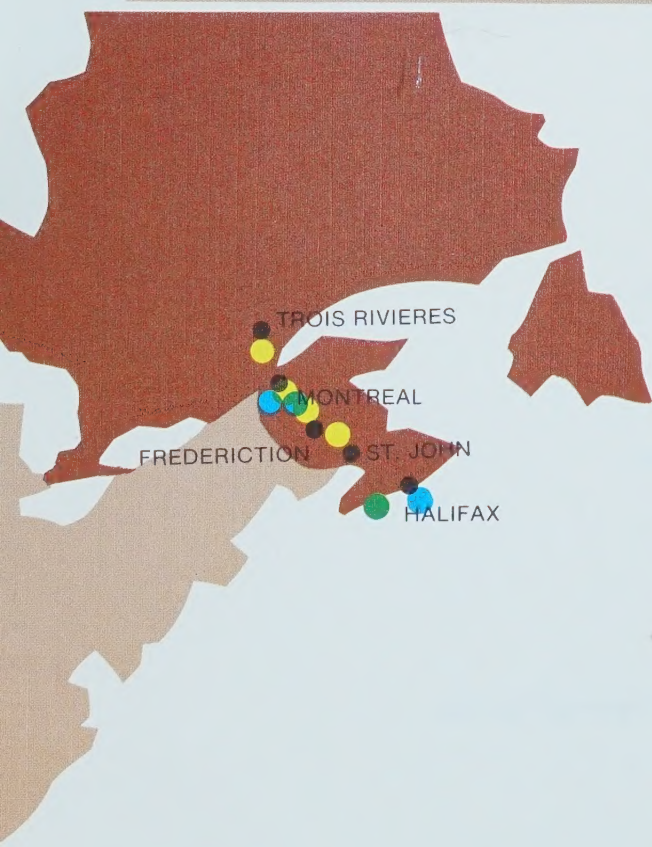 TROIS RIVIERES
MONTREAL
FREDERICTION
ST. JOHN
HALIFAX